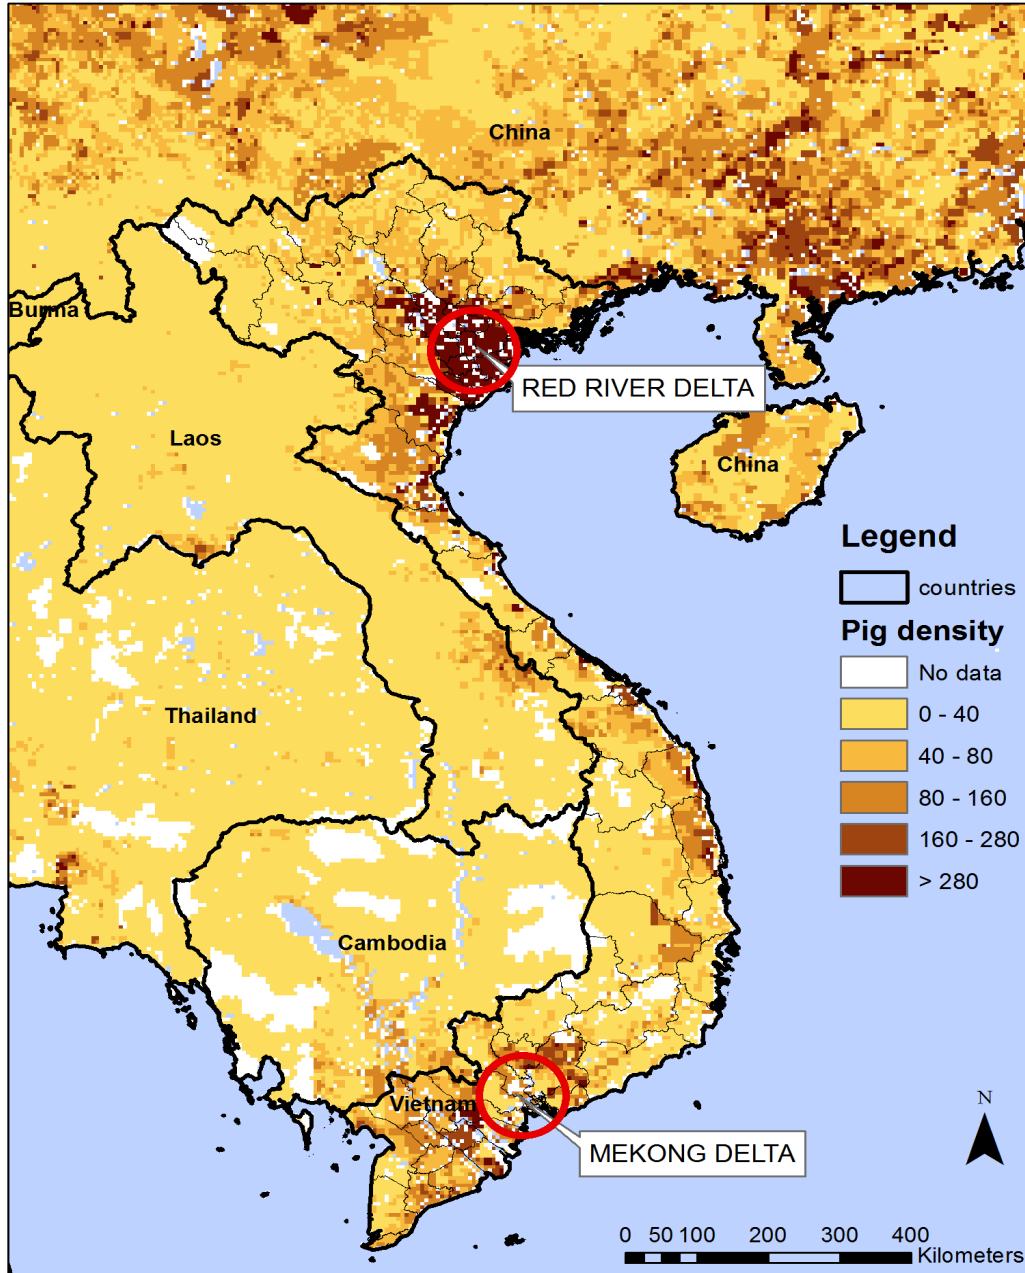 China
Burma
RED RIVER DELTA
Laos
China
Legend
countries
Pig density
No data
0 - 40
40 - 80
80 - 160
160 - 280
> 280
Thailand
Cambodia
Vietnam
MEKONG DELTA
N
0 50 100 200 300 400
Kilometers